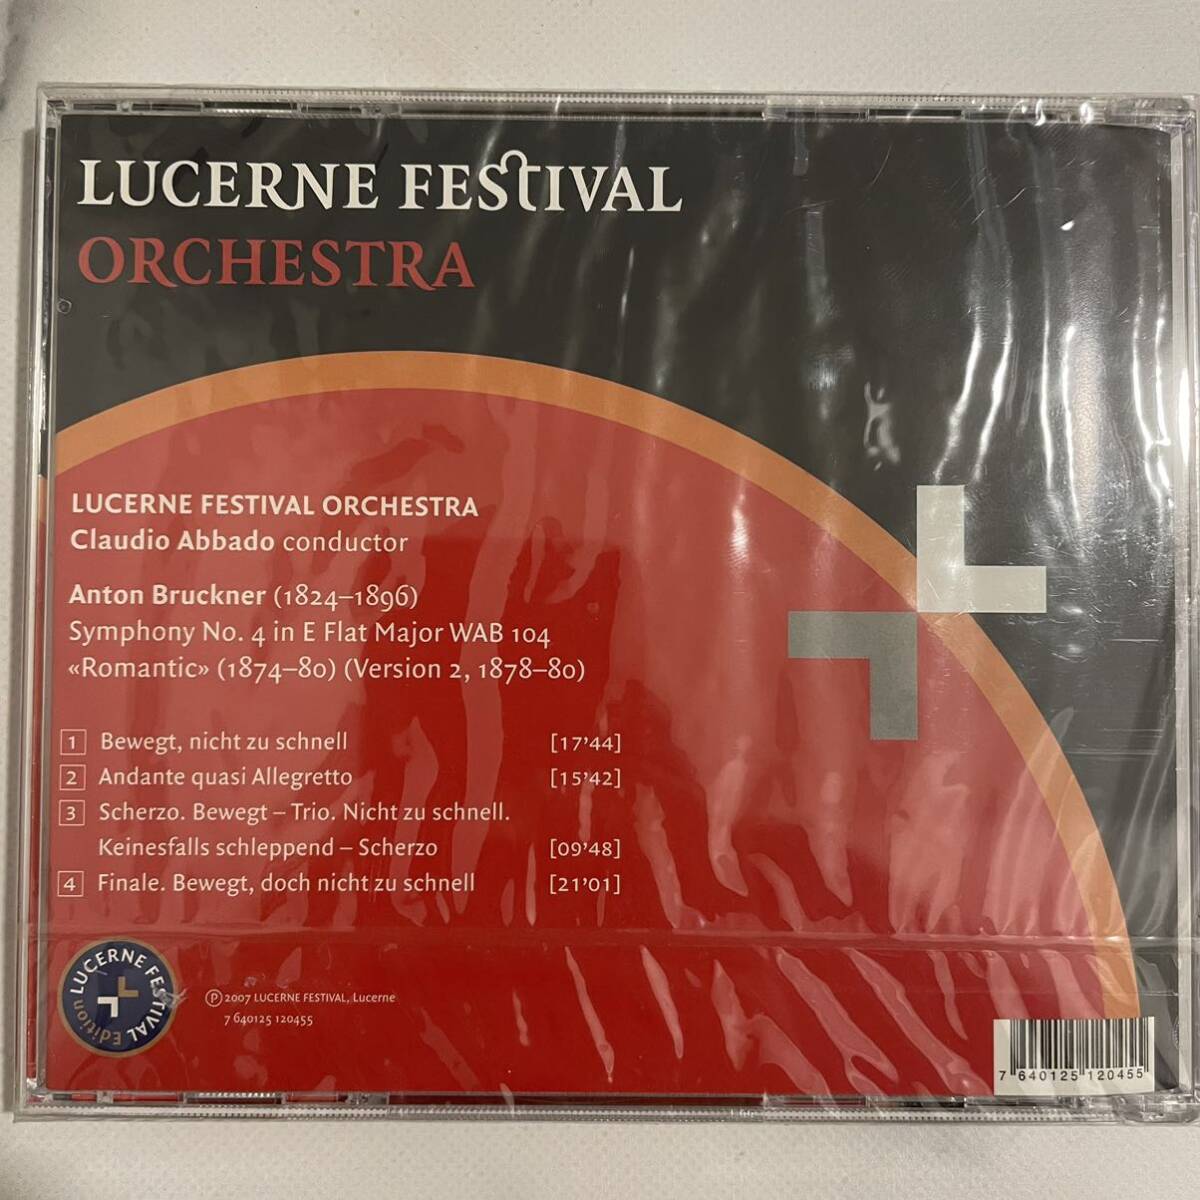 LUCERNE FESTIVAL
ORCHESTRA
LUCERNE FESTIVAL ORCHESTRA
Claudio Abbado conductor
Anton Bruckner (1824–1896)
Symphony No. 4 in E Flat Major WAB 104
«Romantic» (1874–80) (Version 2, 1878–80)
1 Bewegt, nicht zu schnell [17'44]
2 Andante quasi Allegretto [15'42]
3 Scherzo. Bewegt – Trio. Nicht zu schnell.
Keinesfalls schleppend – Scherzo [09'48]
4 Finale. Bewegt, doch nicht zu schnell [21'01]
LUCERNE FESTIVAL Edition
℗ 2007 LUCERNE FESTIVAL, Lucerne
7 640125 120455
7 640125 120455